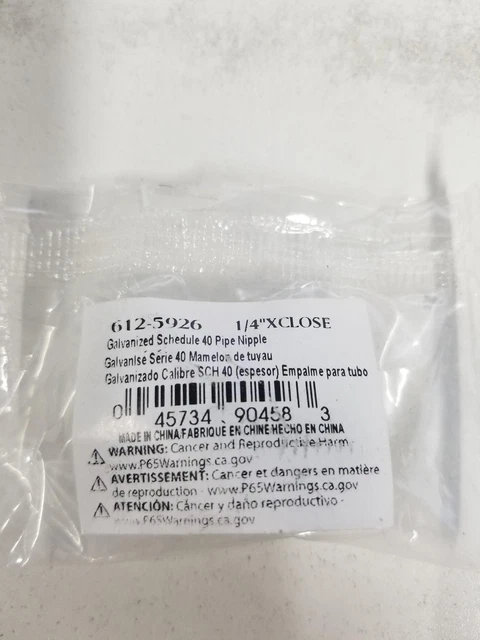 612-5926 1/4"XCLOSE
Galvanized Schedule 40 Pipe Nipple
Galvanisé Série 40 Mamelon de tuyau
Galvanizado Calibre SCH 40 (espesor) Empalme para tubo
0 45734 90458 3
MADE IN CHINA/FABRIQUÉ EN CHINE/HECHO EN CHINA
WARNING: Cancer and Reproductive Harm -
www.P65Warnings.ca.gov
AVERTISSEMENT: Cancer et dangers en matière
de reproduction - www.P65Warnings.ca.gov
ATENCIÓN: Cáncer y daño reproductivo -
www.P65Warnings.ca.gov